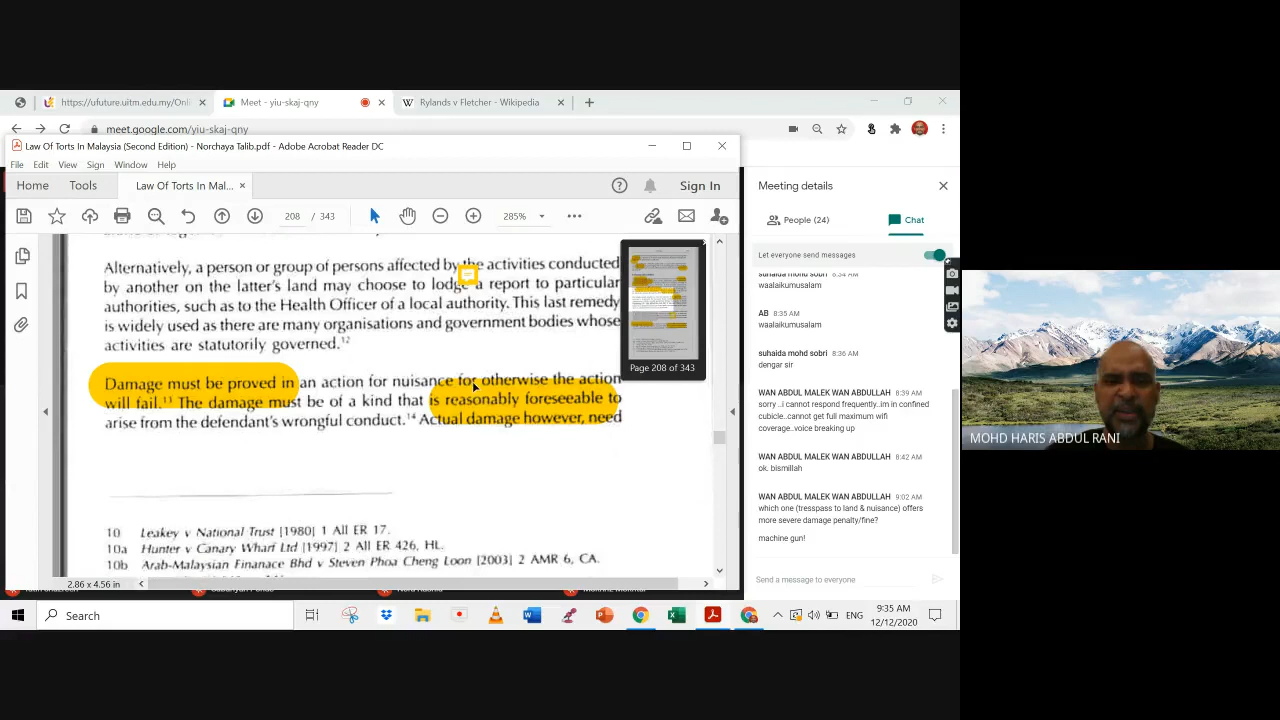 https://ufuture.uitm.edu.my/Onli
Meet - yiu-skaj-qny
Rylands v Fletcher - Wikipedia
meet.google.com/yiu-skaj-qny
Law Of Torts In Malaysia (Second Edition) - Norchaya Talib.pdf - Adobe Acrobat Reader DC
File Edit View Sign Window Help
Home Tools Law Of Torts In Mal...
Sign In
208 / 343
285%
Alternatively, a person or group of persons affected by the activities conducted
by another on the latter's land may choose to lodge a report to particular
authorities, such as to the Health Officer of a local authority. This last remedy
is widely used as there are many organisations and government bodies whose
activities are statutorily governed.12
Damage must be proved in an action for nuisance for otherwise the action
will fail.13 The damage must be of a kind that is reasonably foreseeable to
arise from the defendant's wrongful conduct.14 Actual damage however, need
10 Leakey v National Trust [1980] 1 All ER 17.
10a Hunter v Canary Wharf Ltd [1997] 2 All ER 426, HL.
10b Arab-Malaysian Finanace Bhd v Steven Phoa Cheng Loon [2003] 2 AMR 6, CA.
2.86 x 4.56 in
Page 208 of 343
Meeting details
People (24)
Chat
Let everyone send messages
suhaida mohd sobri 8:34 AM
waalaikumusalam
AB 8:35 AM
waalaikumusalam
suhaida mohd sobri 8:36 AM
dengar sir
WAN ABDUL MALEK WAN ABDULLAH 8:39 AM
sorry ..i cannot respond frequently..im in confined
cubicle..cannot get full maximum wifi
coverage..voice breaking up
WAN ABDUL MALEK WAN ABDULLAH 8:42 AM
ok. bismillah
WAN ABDUL MALEK WAN ABDULLAH 9:02 AM
which one (tresspass to land & nuisance) offers
more severe damage penalty/fine?
machine gun!
Send a message to everyone
Search
ENG
9:35 AM
12/12/2020
MOHD HARIS ABDUL RANI